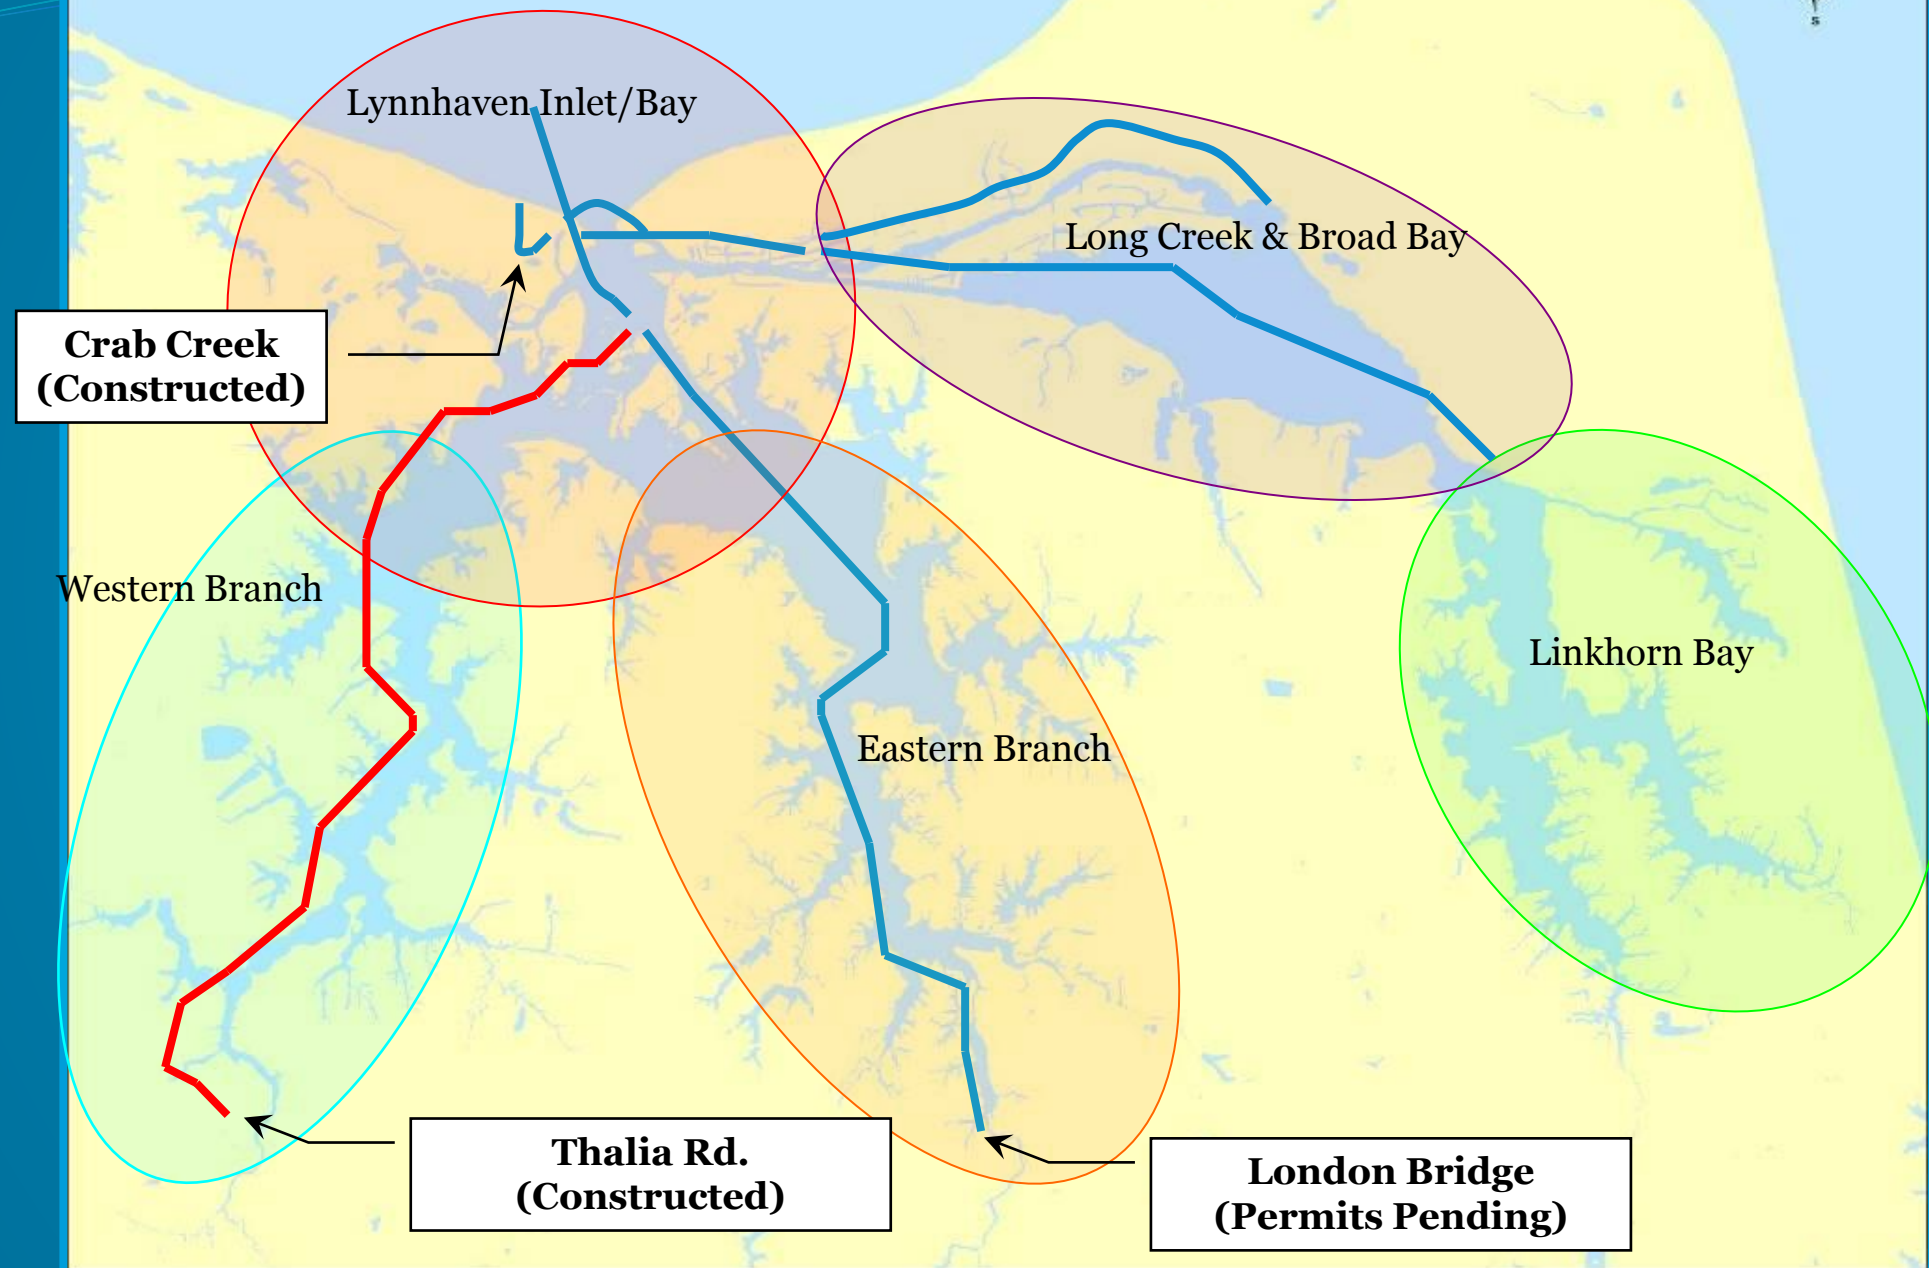 S
Lynnhaven Inlet/Bay
Long Creek & Broad Bay
Crab Creek
(Constructed)
Western Branch
Linkhorn Bay
Eastern Branch
Thalia Rd.
(Constructed)
London Bridge
(Permits Pending)